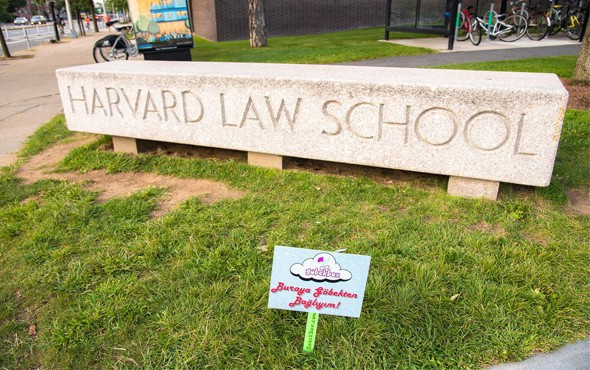 HARVARD LAW SCHOOL
Buraya Göbekten
Bağlıyım!